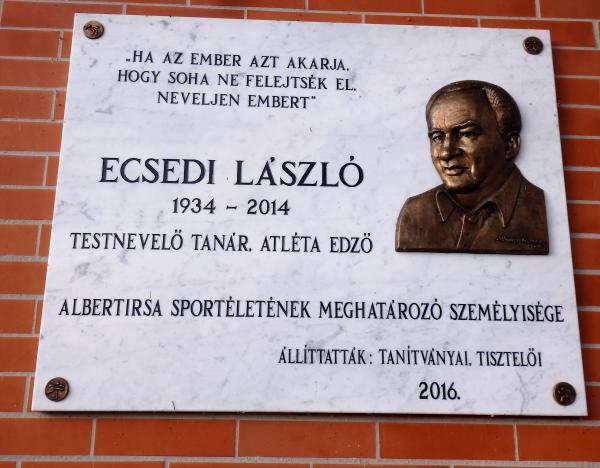 „HA AZ EMBER AZT AKARJA,
HOGY SOHA NE FELEJTSÉK EL,
NEVELJEN EMBERT"
ECSEDI LÁSZLÓ
1934 – 2014
TESTNEVELŐ TANÁR, ATLÉTA EDZŐ
ALBERTIRSA SPORTÉLETÉNEK MEGHATÁROZÓ SZEMÉLYISÉGE
ÁLLÍTTATTÁK: TANÍTVÁNYAI, TISZTELŐI
2016.